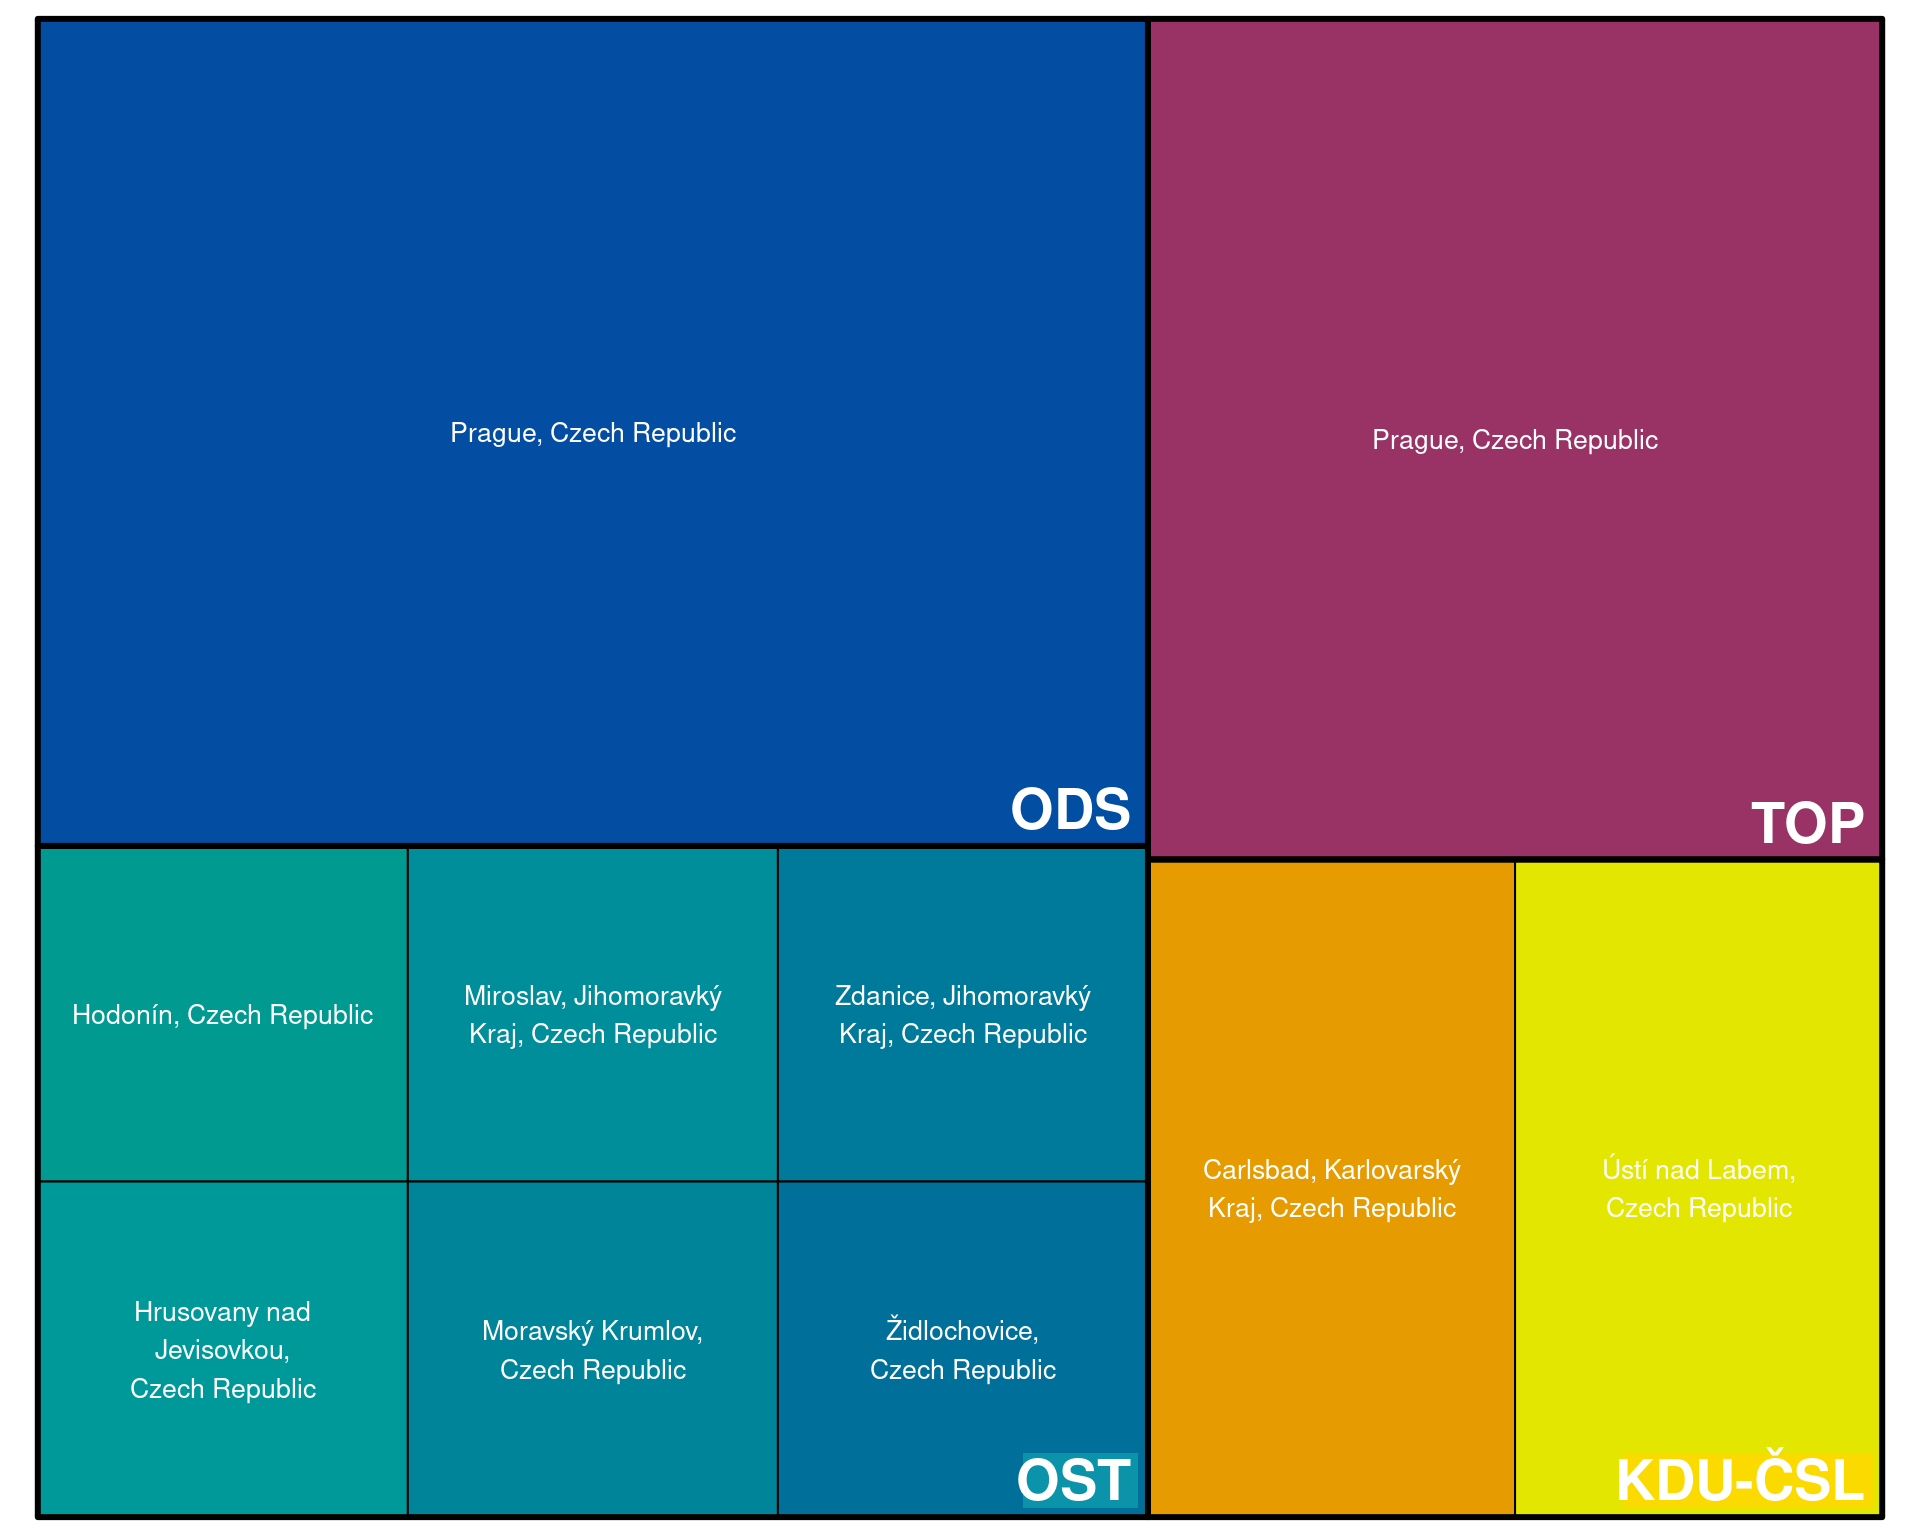 Prague, Czech Republic
ODS
Prague, Czech Republic
TOP
Hodonín, Czech Republic
Miroslav, Jihomoravký
Kraj, Czech Republic
Zdanice, Jihomoravký
Kraj, Czech Republic
Hrusovany nad
Jevisovkou,
Czech Republic
Moravský Krumlov,
Czech Republic
Židlochovice,
Czech Republic
OST
Carlsbad, Karlovarský
Kraj, Czech Republic
Ústí nad Labem,
Czech Republic
KDU-ČSL